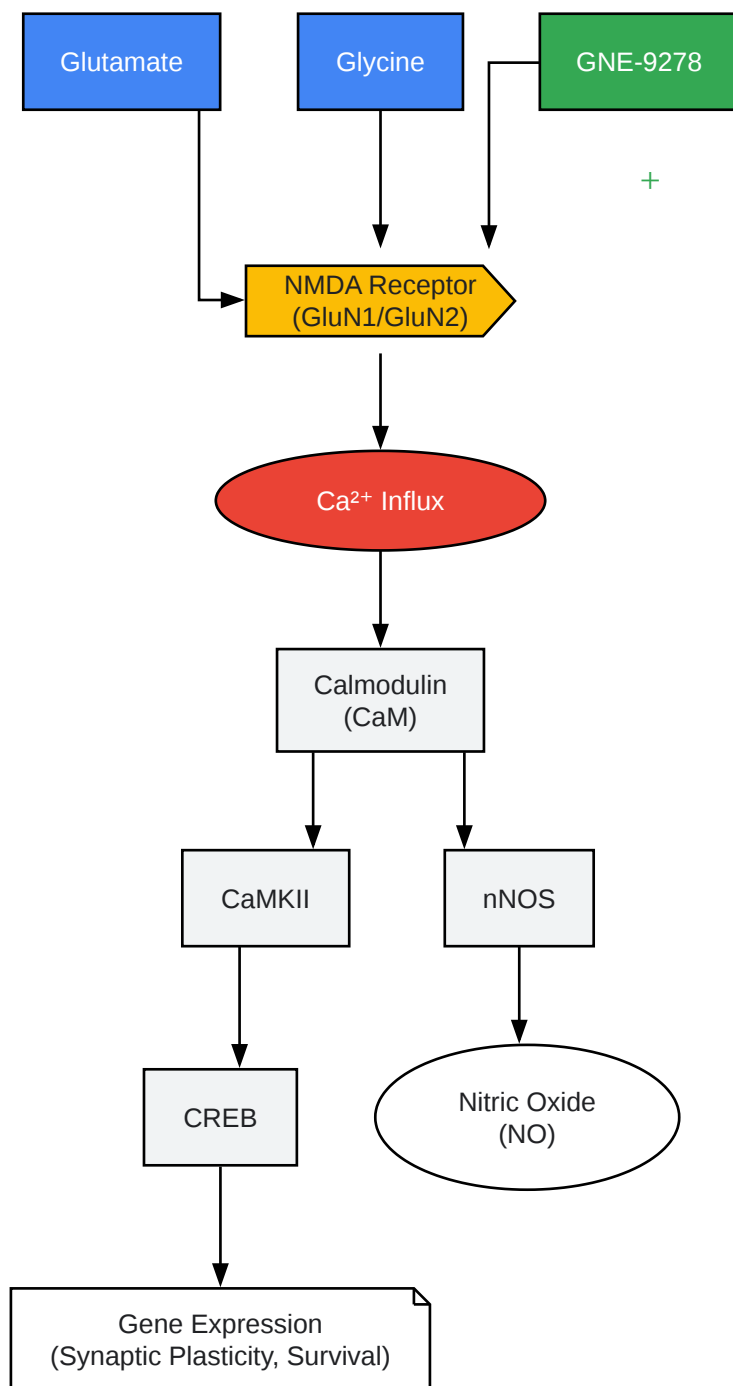 Glutamate
Glycine
GNE-9278
+
NMDA Receptor
(GluN1/GluN2)
Ca²⁺ Influx
Calmodulin
(CaM)
CaMKII
nNOS
CREB
Nitric Oxide
(NO)
Gene Expression
(Synaptic Plasticity, Survival)